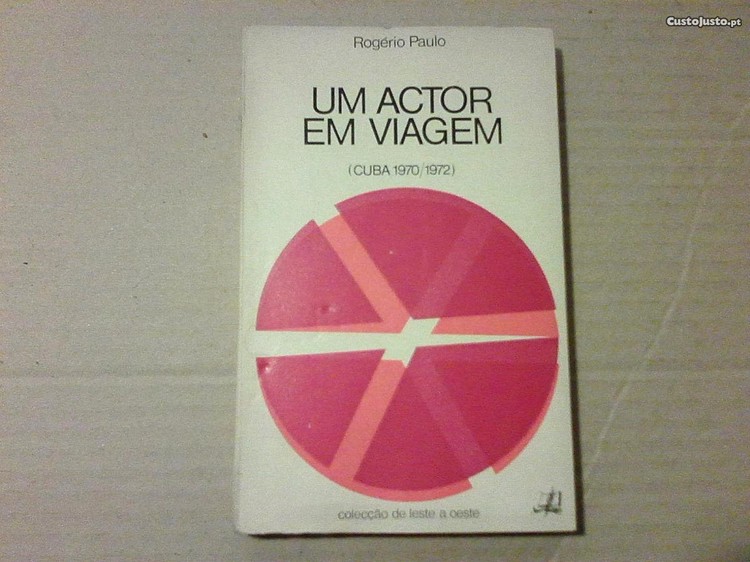 CustoJusto.pt
Rogério Paulo
UM ACTOR
EM VIAGEM
(CUBA 1970/1972)
colecção de leste a oeste